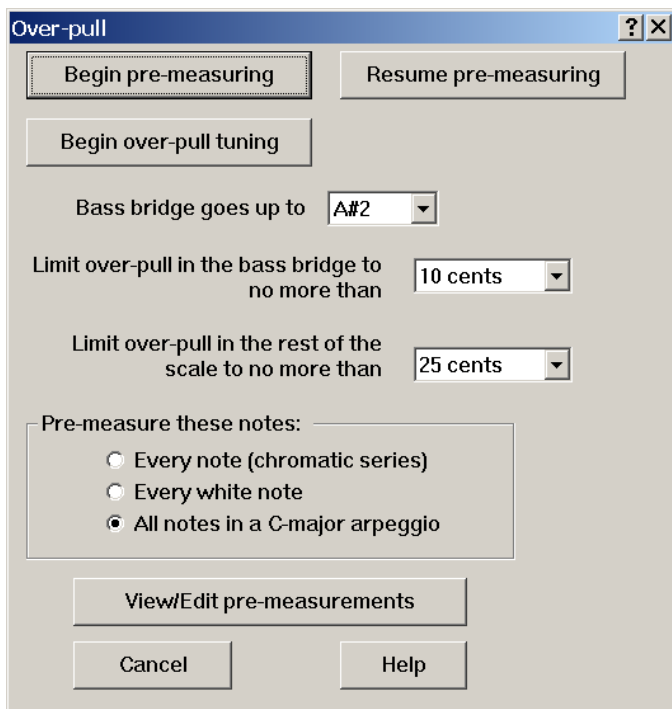 Over-pull
Begin pre-measuring
Resume pre-measuring
Begin over-pull tuning
Bass bridge goes up to
A#2
Limit over-pull in the bass bridge to
no more than
10 cents
Limit over-pull in the rest of the
scale to no more than
25 cents
Pre-measure these notes:
Every note (chromatic series)
Every white note
All notes in a C-major arpeggio
View/Edit pre-measurements
Cancel
Help